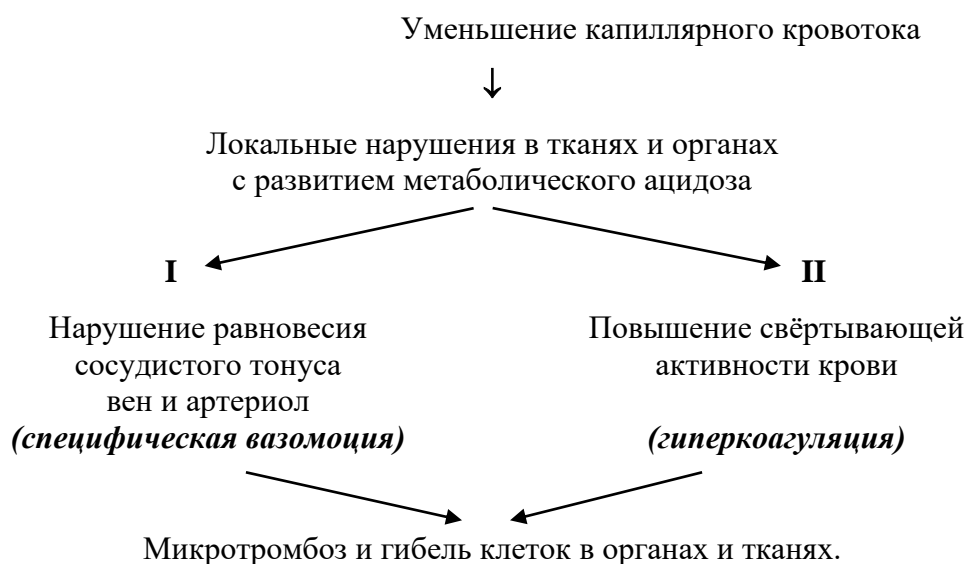 Уменьшение капиллярного кровотока
↓
Локальные нарушения в тканях и органах
с развитием метаболического ацидоза
I
II
Нарушение равновесия
сосудистого тонуса
вен и артериол
(специфическая вазомоция)
Повышение свёртывающей
активности крови
(гиперкоагуляция)
Микротромбоз и гибель клеток в органах и тканях.